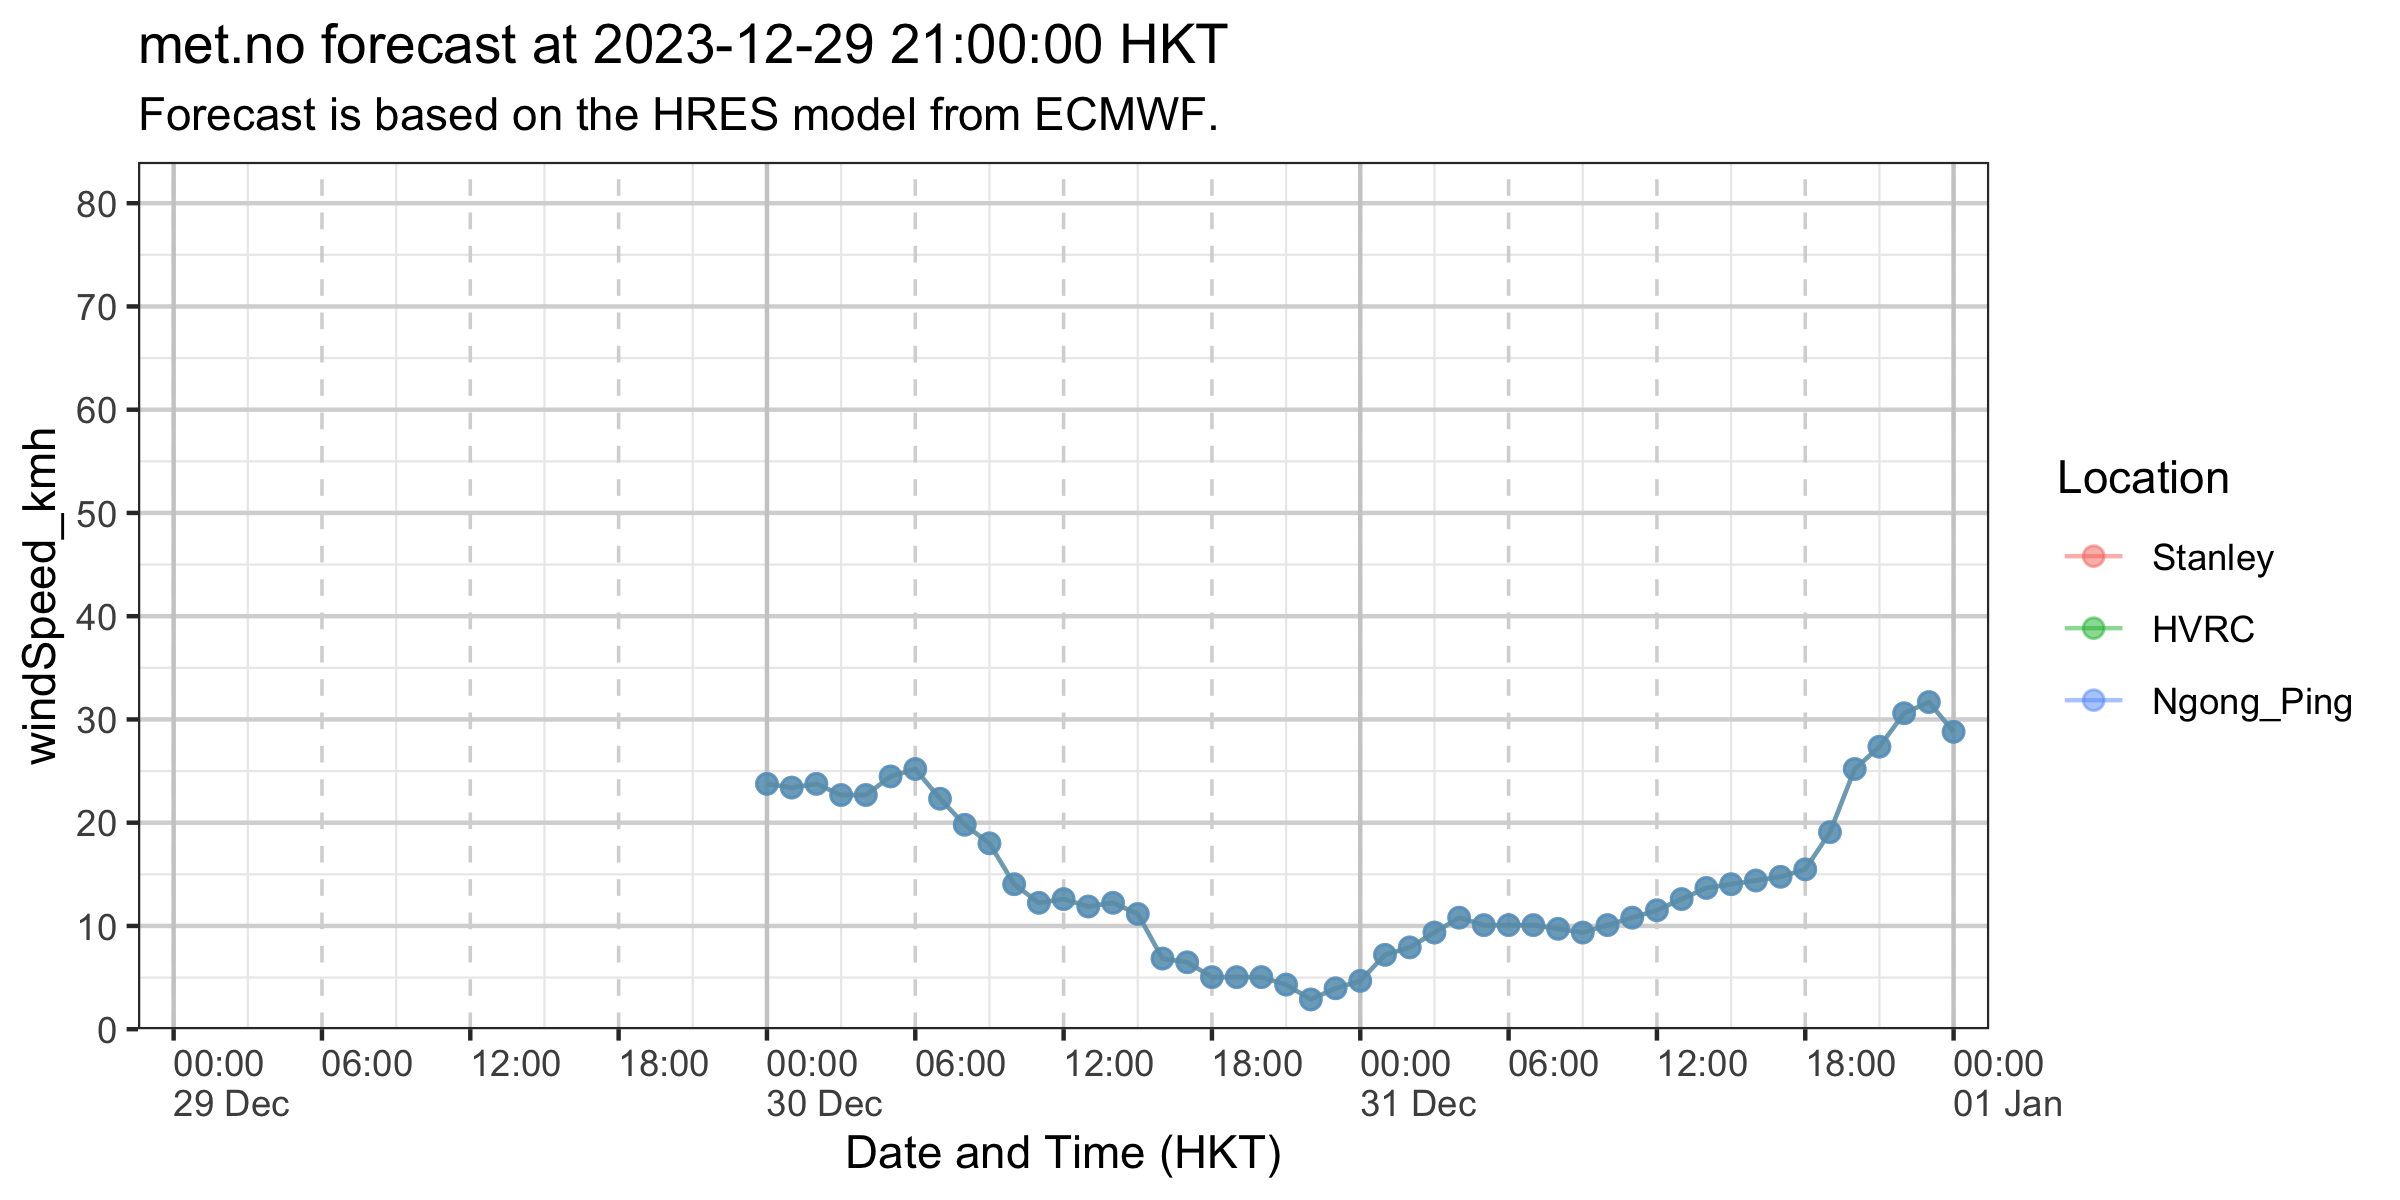 met.no forecast at 2023-12-29 21:00:00 HKT
Forecast is based on the HRES model from ECMWF.
windSpeed_kmh
80
70
60
50
40
30
20
10
0
00:00 06:00 12:00 18:00 00:00 06:00 12:00 18:00 00:00 06:00 12:00 18:00 00:00
29 Dec 30 Dec 31 Dec 01 Jan
Date and Time (HKT)
Location
Stanley
HVRC
Ngong_Ping